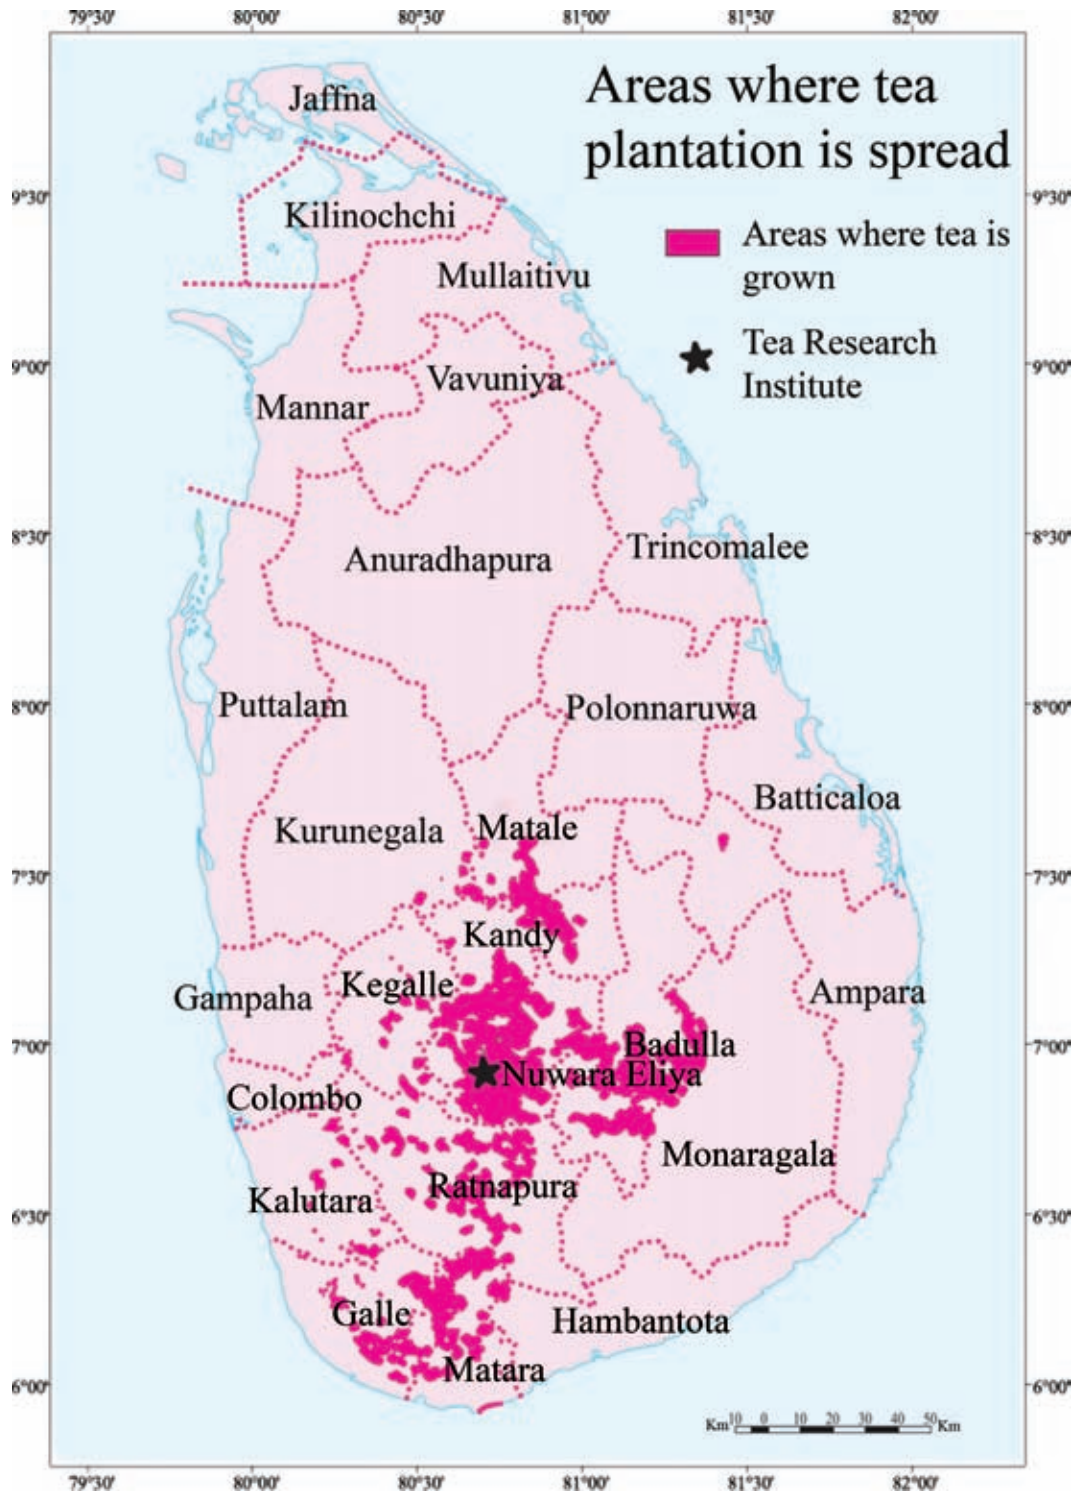 79°30' 80°00' 80°30' 81°00' 81°30' 82°00'
Areas where tea
plantation is spread
Areas where tea is
grown
Tea Research
Institute
Jaffna
9°30' 9°30'
Kilinochchi
Mullaitivu
9°00' 9°00'
Vavuniya
Mannar
8°30' 8°30'
Trincomalee
Anuradhapura
8°00' 8°00'
Puttalam
Polonnaruwa
Batticaloa
Kurunegala
Matale
7°30' 7°30'
Kandy
Kegalle
Gampaha
Ampara
7°00' 7°00'
Badulla
Nuwara Eliya
Colombo
Monaragala
Ratnapura
Kalutara
6°30' 6°30'
Galle
Hambantota
Matara
6°00' 6°00'
Km 10 0 10 20 30 40 50 Km
79°30' 80°00' 80°30' 81°00' 81°30' 82°00'